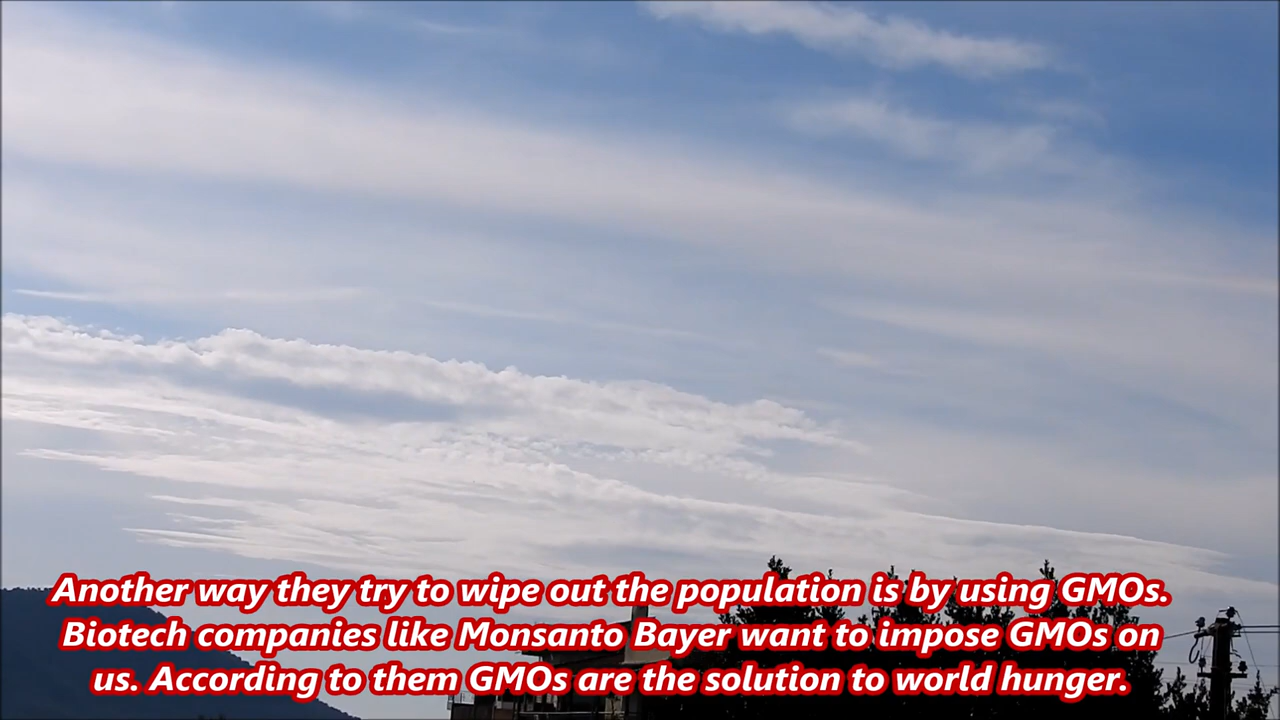 Another way they try to wipe out the population is by using GMOs.
Biotech companies like Monsanto Bayer want to impose GMOs on
us. According to them GMOs are the solution to world hunger.